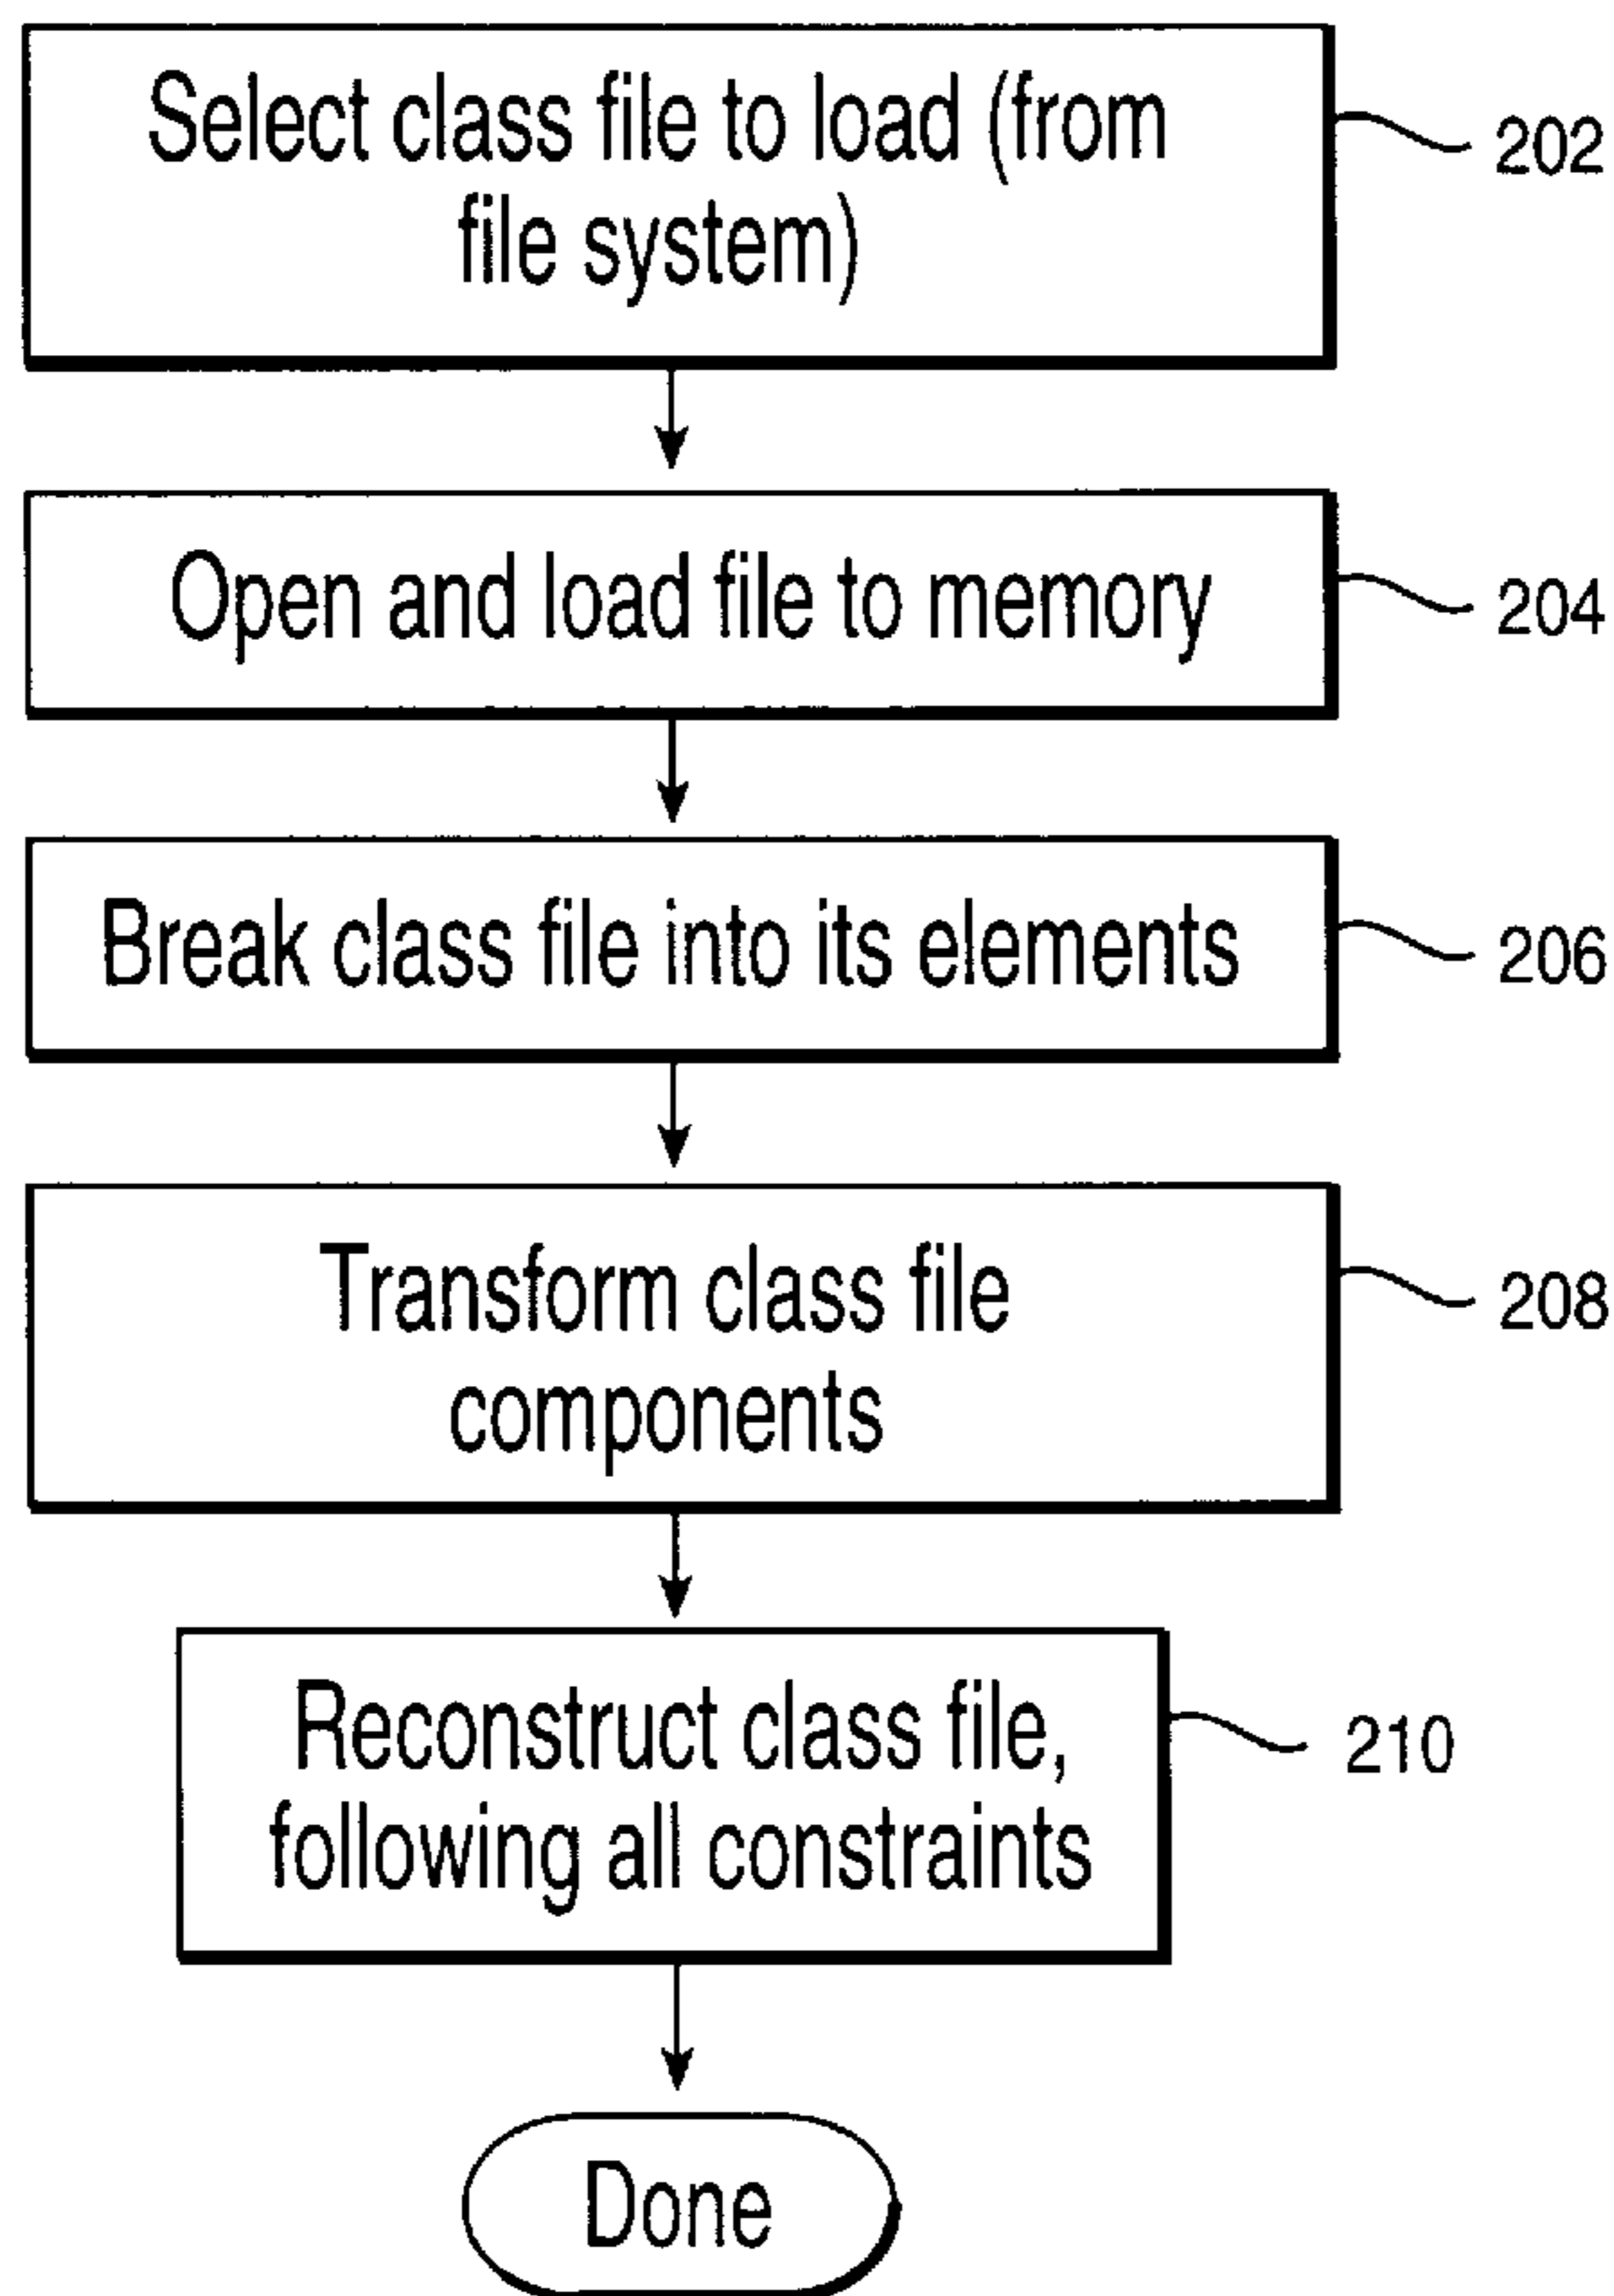 Select class file to load (from
file system)
202
Open and load file to memory
204
Break class file into its elements
206
Transform class file
components
208
Reconstruct class file,
following all constraints
210
Done